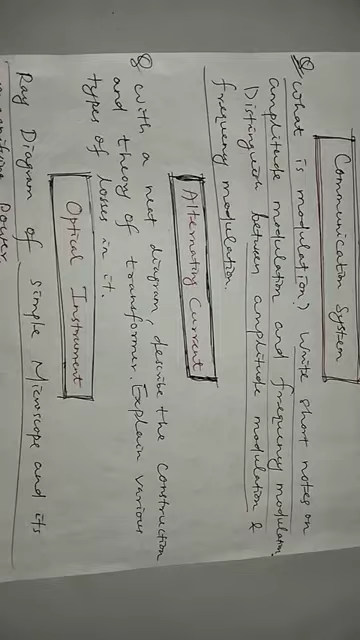 Communication System
Q What is modulation? Write short notes on
amplitude modulation and frequency modulation.
Distinguish between amplitude modulation &
frequency modulation.
Alternating Current
Q With a neat diagram, describe the construction
and theory of transformer. Explain various
types of losses in it.
Optical Instrument
Ray Diagram of Simple Microscope and its
Power.